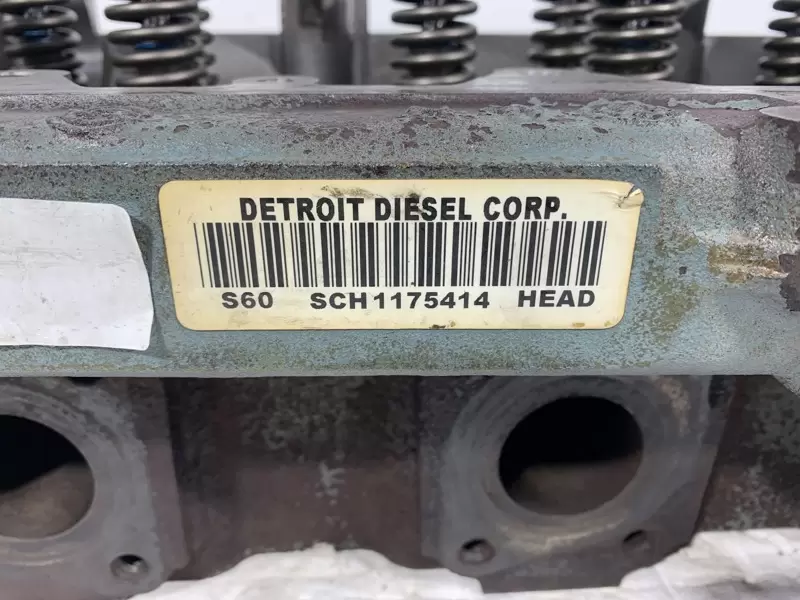 DETROIT DIESEL CORP.
S60 SCH1175414 HEAD